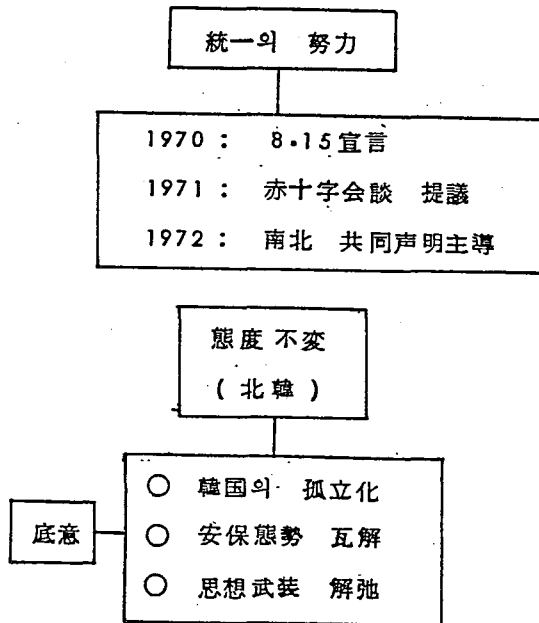 統一의 努力
1970 : 8·15宣言
1971 : 赤十字会談 提議
1972 : 南北 共同声明主導
態度 不変
( 北韓 )
底意
○ 韓国의 孤立化
○ 安保態勢 瓦解
○ 思想武装 解弛